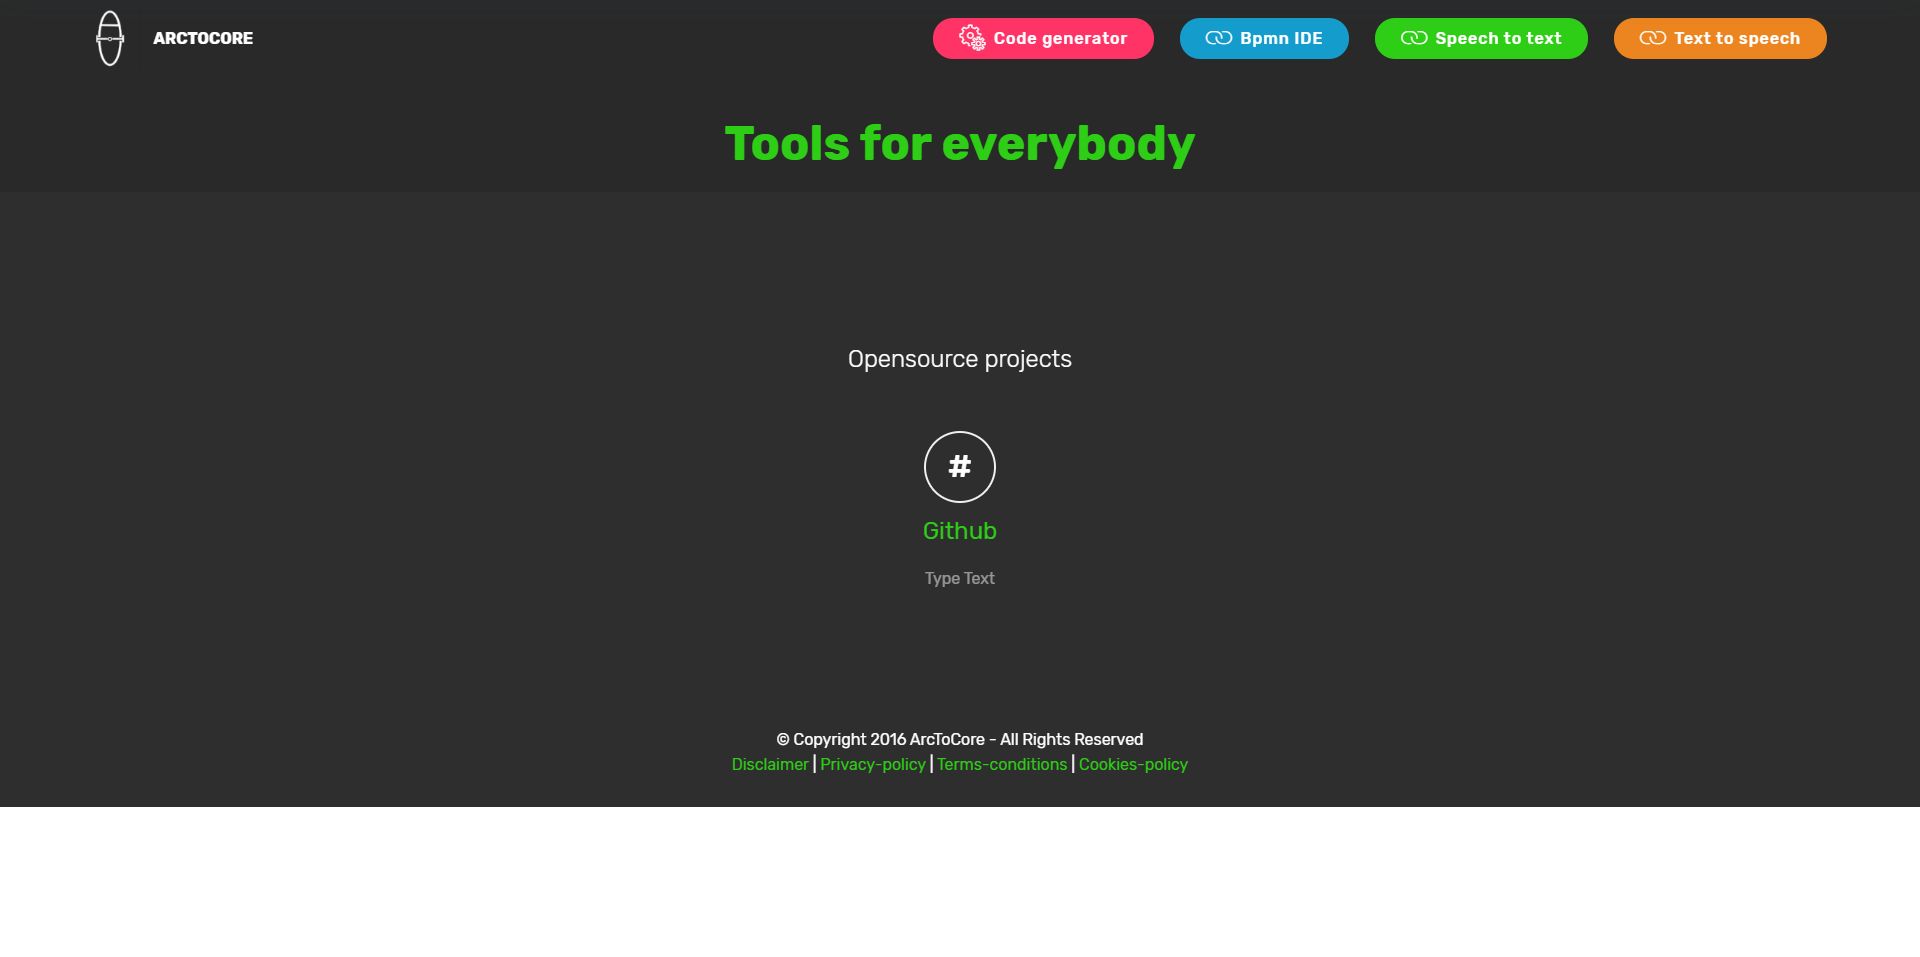 ARCTOCORE
Code generator
Bpmn IDE
Speech to text
Text to speech
Tools for everybody
Opensource projects
#
Github
Type Text
© Copyright 2016 ArcToCore - All Rights Reserved
Disclaimer | Privacy-policy | Terms-conditions | Cookies-policy